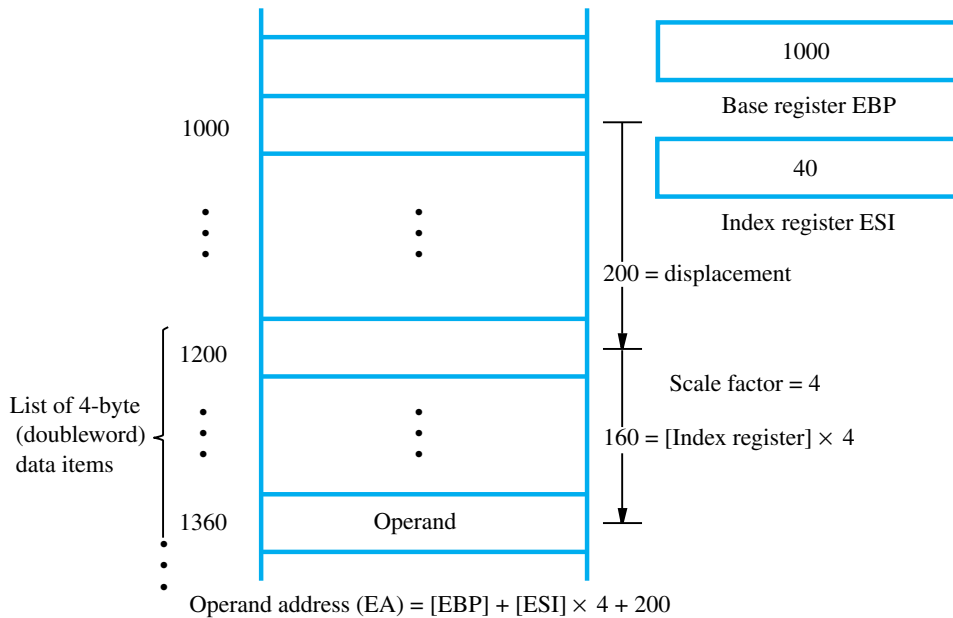 1000
Base register EBP
1000
40
Index register ESI
200 = displacement
1200
Scale factor = 4
List of 4-byte
(doubleword)
data items
160 = [Index register] × 4
1360
Operand
Operand address (EA) = [EBP] + [ESI] × 4 + 200